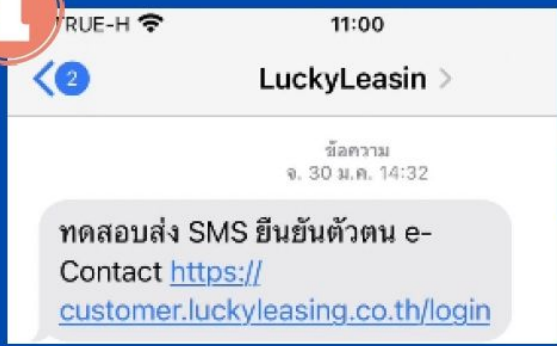 TRUE-H
11:00
2
LuckyLeasin
ข้อความ
จ. 30 ม.ค. 14:32
ทดสอบส่ง SMS ยืนยันตัวตน e-
Contact https://
customer.luckyleasing.co.th/login